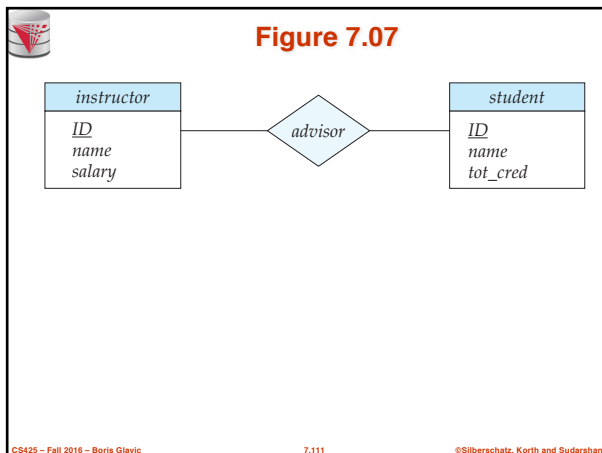 Figure 7.07
instructor
ID
name
salary
advisor
student
ID
name
tot_cred
CS425 – Fall 2016 – Boris Glavic
7.111
©Silberschatz, Korth and Sudarshan